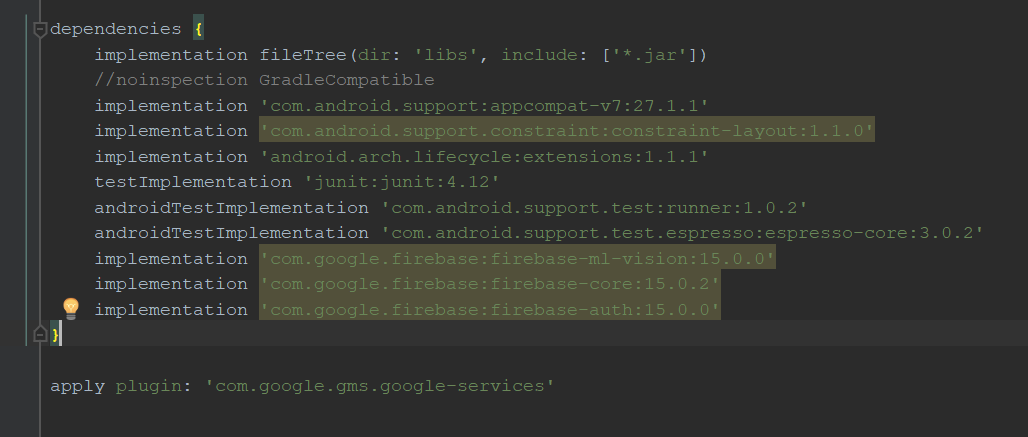 dependencies {
    implementation fileTree(dir: 'libs', include: ['*.jar'])
    //noinspection GradleCompatible
    implementation 'com.android.support:appcompat-v7:27.1.1'
    implementation 'com.android.support.constraint:constraint-layout:1.1.0'
    implementation 'android.arch.lifecycle:extensions:1.1.1'
    testImplementation 'junit:junit:4.12'
    androidTestImplementation 'com.android.support.test:runner:1.0.2'
    androidTestImplementation 'com.android.support.test.espresso:espresso-core:3.0.2'
    implementation 'com.google.firebase:firebase-ml-vision:15.0.0'
    implementation 'com.google.firebase:firebase-core:15.0.2'
    implementation 'com.google.firebase:firebase-auth:15.0.0'
}
apply plugin: 'com.google.gms.google-services'